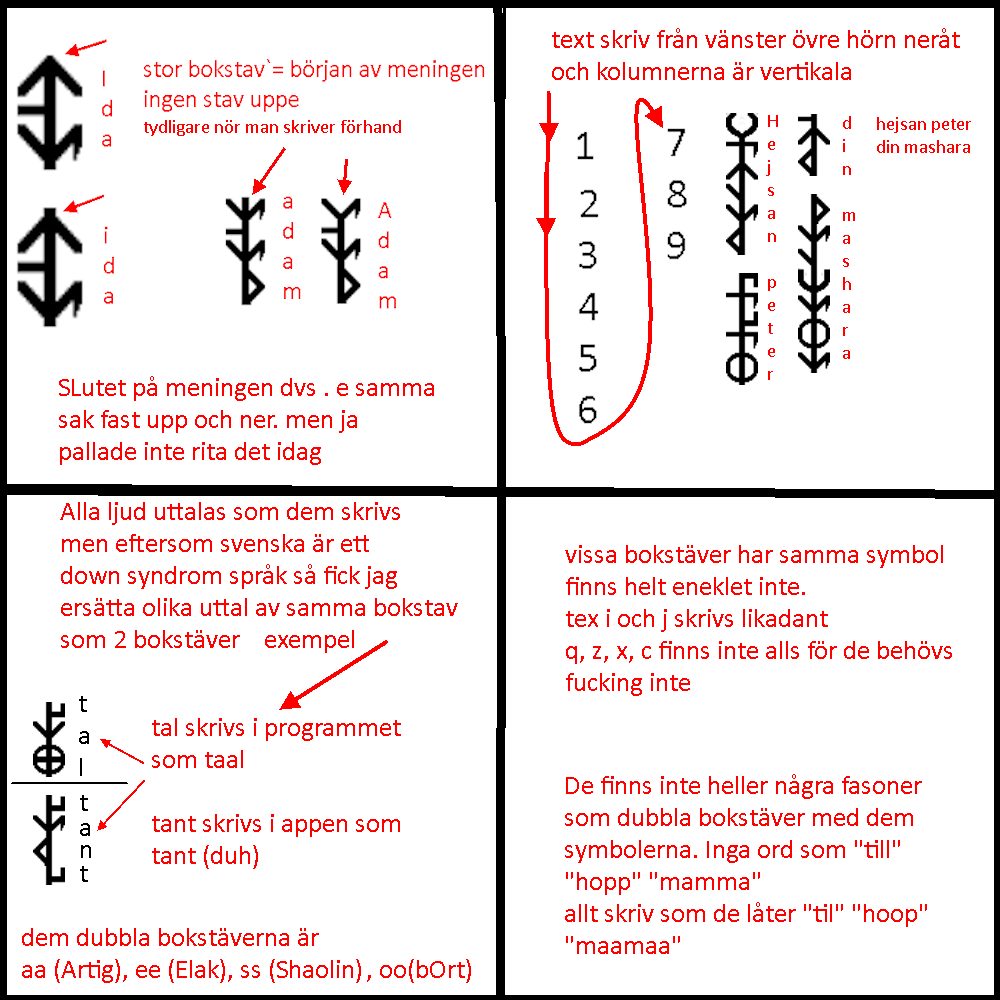 I
d
a
stor bokstav`= början av meningen
ingen stav uppe
tydligare nör man skriver förhand
i
d
a
a
d
a
m
A
d
a
m
SLutet på meningen dvs . e samma
sak fast upp och ner. men ja
pallade inte rita det idag
text skriv från vänster övre hörn neråt
och kolumnerna är vertikala
1
2
3
4
5
6
7
8
9
H
e
j
s
a
n
p
e
t
e
r
d
i
n
m
a
s
h
a
r
a
hejsan peter
din mashara
Alla ljud uttalas som dem skrivs
men eftersom svenska är ett
down syndrom språk så fick jag
ersätta olika uttal av samma bokstav
som 2 bokstäver exempel
t
a
l
tal skrivs i programmet
som taal
t
a
n
t
tant skrivs i appen som
tant (duh)
dem dubbla bokstäverna är
aa (Artig), ee (Elak), ss (Shaolin), oo(bOrt)
vissa bokstäver har samma symbol
finns helt eneklet inte.
tex i och j skrivs likadant
q, z, x, c finns inte alls för de behövs
fucking inte
De finns inte heller några fasoner
som dubbla bokstäver med dem
symbolerna. Inga ord som "till"
"hopp" "mamma"
allt skriv som de låter "til" "hoop"
"maamaa"